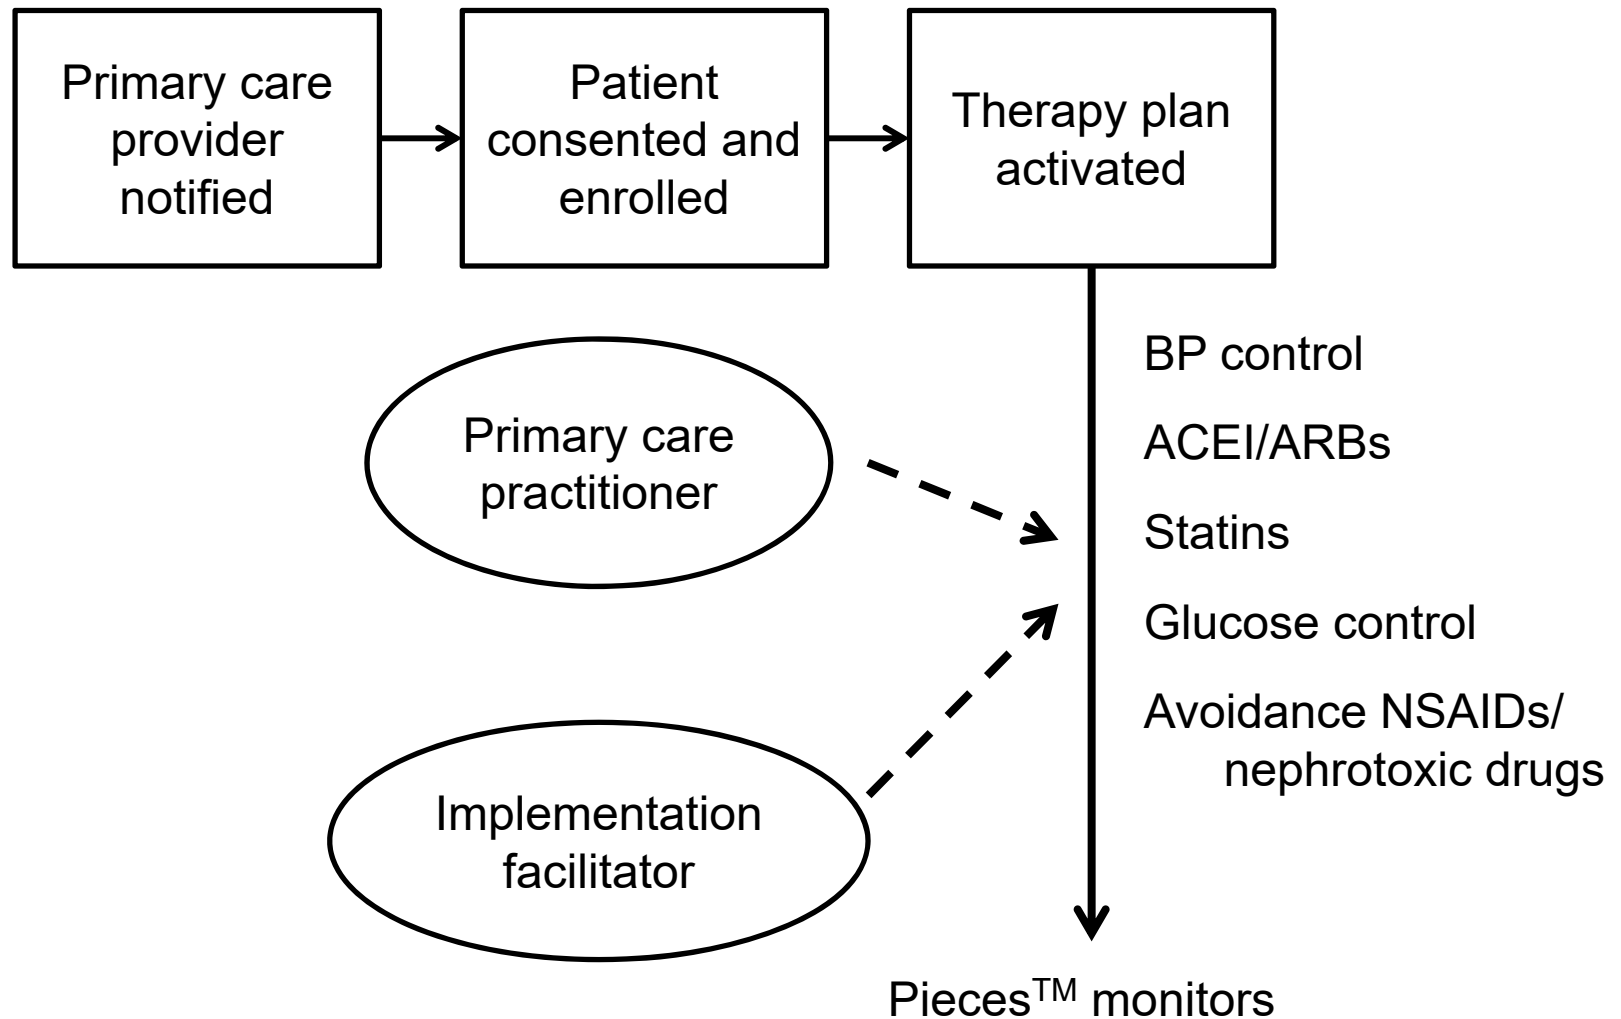 Primary care
provider
notified
Patient
consented and
enrolled
Therapy plan
activated
BP control
Primary care
practitioner
ACEI/ARBs
Statins
Glucose control
Avoidance NSAIDs/
nephrotoxic drugs
Implementation
facilitator
Pieces™ monitors